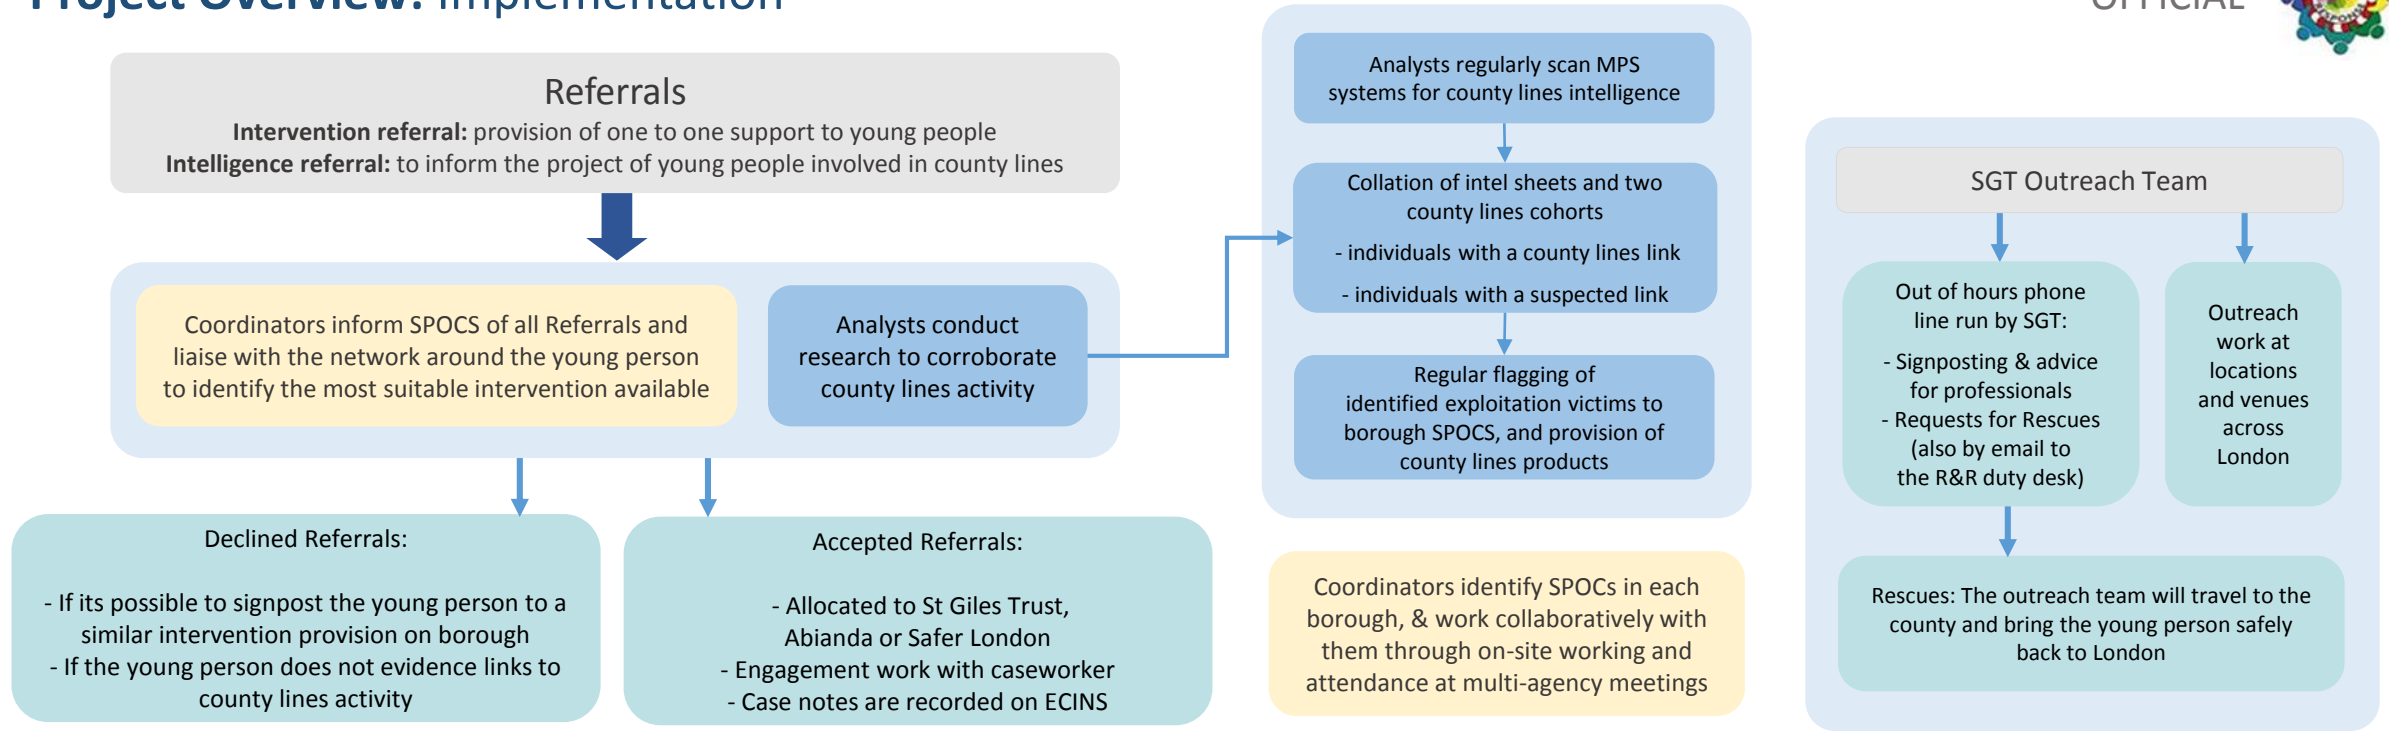 Project Overview: Implementation
OFFICIAL
RESPONSE
Referrals
Intervention referral: provision of one to one support to young people
Intelligence referral: to inform the project of young people involved in county lines
Coordinators inform SPOCS of all Referrals and
liaise with the network around the young person
to identify the most suitable intervention available
Analysts conduct
research to corroborate
county lines activity
Declined Referrals:
- If its possible to signpost the young person to a
similar intervention provision on borough
- If the young person does not evidence links to
county lines activity
Accepted Referrals:
- Allocated to St Giles Trust,
Abianda or Safer London
- Engagement work with caseworker
- Case notes are recorded on ECINS
Analysts regularly scan MPS
systems for county lines intelligence
Collation of intel sheets and two
county lines cohorts
- individuals with a county lines link
- individuals with a suspected link
Regular flagging of
identified exploitation victims to
borough SPOCS, and provision of
county lines products
Coordinators identify SPOCs in each
borough, & work collaboratively with
them through on-site working and
attendance at multi-agency meetings
SGT Outreach Team
Out of hours phone
line run by SGT:
- Signposting & advice
for professionals
- Requests for Rescues
(also by email to
the R&R duty desk)
Outreach
work at
locations
and venues
across
London
Rescues: The outreach team will travel to the
county and bring the young person safely
back to London